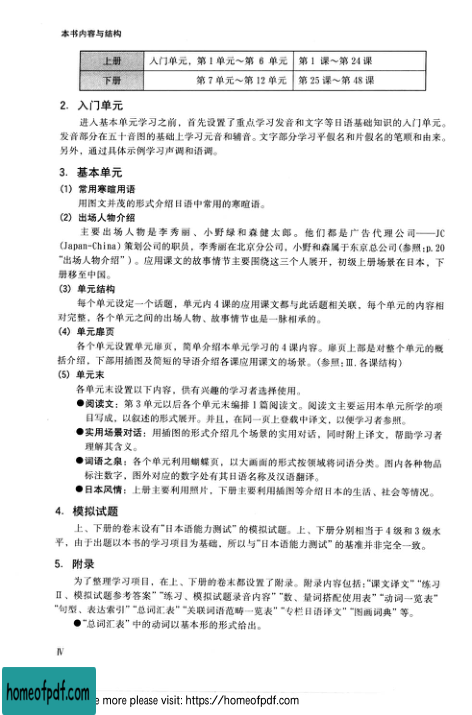 本书内容与结构
上册 入门单元，第 1 单元～第 6 单元 第 1 课～第 24 课
下册 第 7 单元～第 12 单元 第 25 课～第 48 课
2. 入门单元
进入基本单元学习之前，首先设置了重点学习发音和文字等日语基础知识的入门单元。
发音部分在五十音图的基础上学习元音和辅音。文字部分学习平假名和片假名的笔顺和由来。
另外，通过具体示例学习声调和语调。
3. 基本单元
(1) 常用寒暄用语
用图文并茂的形式介绍日语中常用的寒暄语。
(2) 出场人物介绍
主要出场人物是李秀丽、小野绿和森健太郎。他们都是广告代理公司——JC
(Japan-China) 策划公司的职员，李秀丽在北京分公司，小野和森属于东京总公司(参照：p. 20
“出场人物介绍”)。应用课文的故事情节主要围绕这三个人展开，初级上册场景在日本，下
册移至中国。
(3) 单元结构
每个单元设定一个话题，单元内 4 课的应用课文都与此话题相关联，每个单元的内容相
对完整，各个单元之间的出场人物、故事情节也是一脉相承的。
(4) 单元扉页
各个单元设置单元扉页，简单介绍本单元学习的 4 课内容。扉页上部是对整个单元的概
括介绍，下部用插图及简短的导语介绍各课应用课文的场景。(参照：Ⅲ. 各课结构)
(5) 单元末
各单元末设置以下内容，供有兴趣的学习者选择使用。
●阅读文：第 3 单元以后各个单元末编排 1 篇阅读文。阅读文主要运用本单元所学的项
目写成，以叙述的形式展开。并且，在同一页上登载中译文，以便学习者参照。
●实用场景对话：用插图的形式介绍几个场景的实用对话，同时附上译文，帮助学习者
理解其含义。
●词语之泉：各个单元利用蝴蝶页，以大画面的形式按领域将词语分类。图内各种物品
标注数字，图外对应的数字处有其日语名称及汉语翻译。
●日本风情：上册主要利用照片，下册主要利用插图等介绍日本的生活、社会等情况。
4. 模拟试题
上、下册的卷末设有“日本语能力测试”的模拟试题。上、下册分别相当于 4 级和 3 级水
平，由于出题以本书的学习项目为基础，所以与“日本语能力测试”的基准并非完全一致。
5. 附录
为了整理学习项目，在上、下册的卷末都设置了附录。附录内容包括：“课文译文”“练习
Ⅱ、模拟试题参考答案”“练习、模拟试题录音内容”“数、量词搭配使用表”“动词一览表”
“句型、表达索引”“总词汇表”“关联词语范畴一览表”“专栏日语译文”“图画词典”等。
●“总词汇表”中的动词以基本形的形式给出。
Ⅳ
homeofpdf.com
e more please visit: https://homeofpdf.com